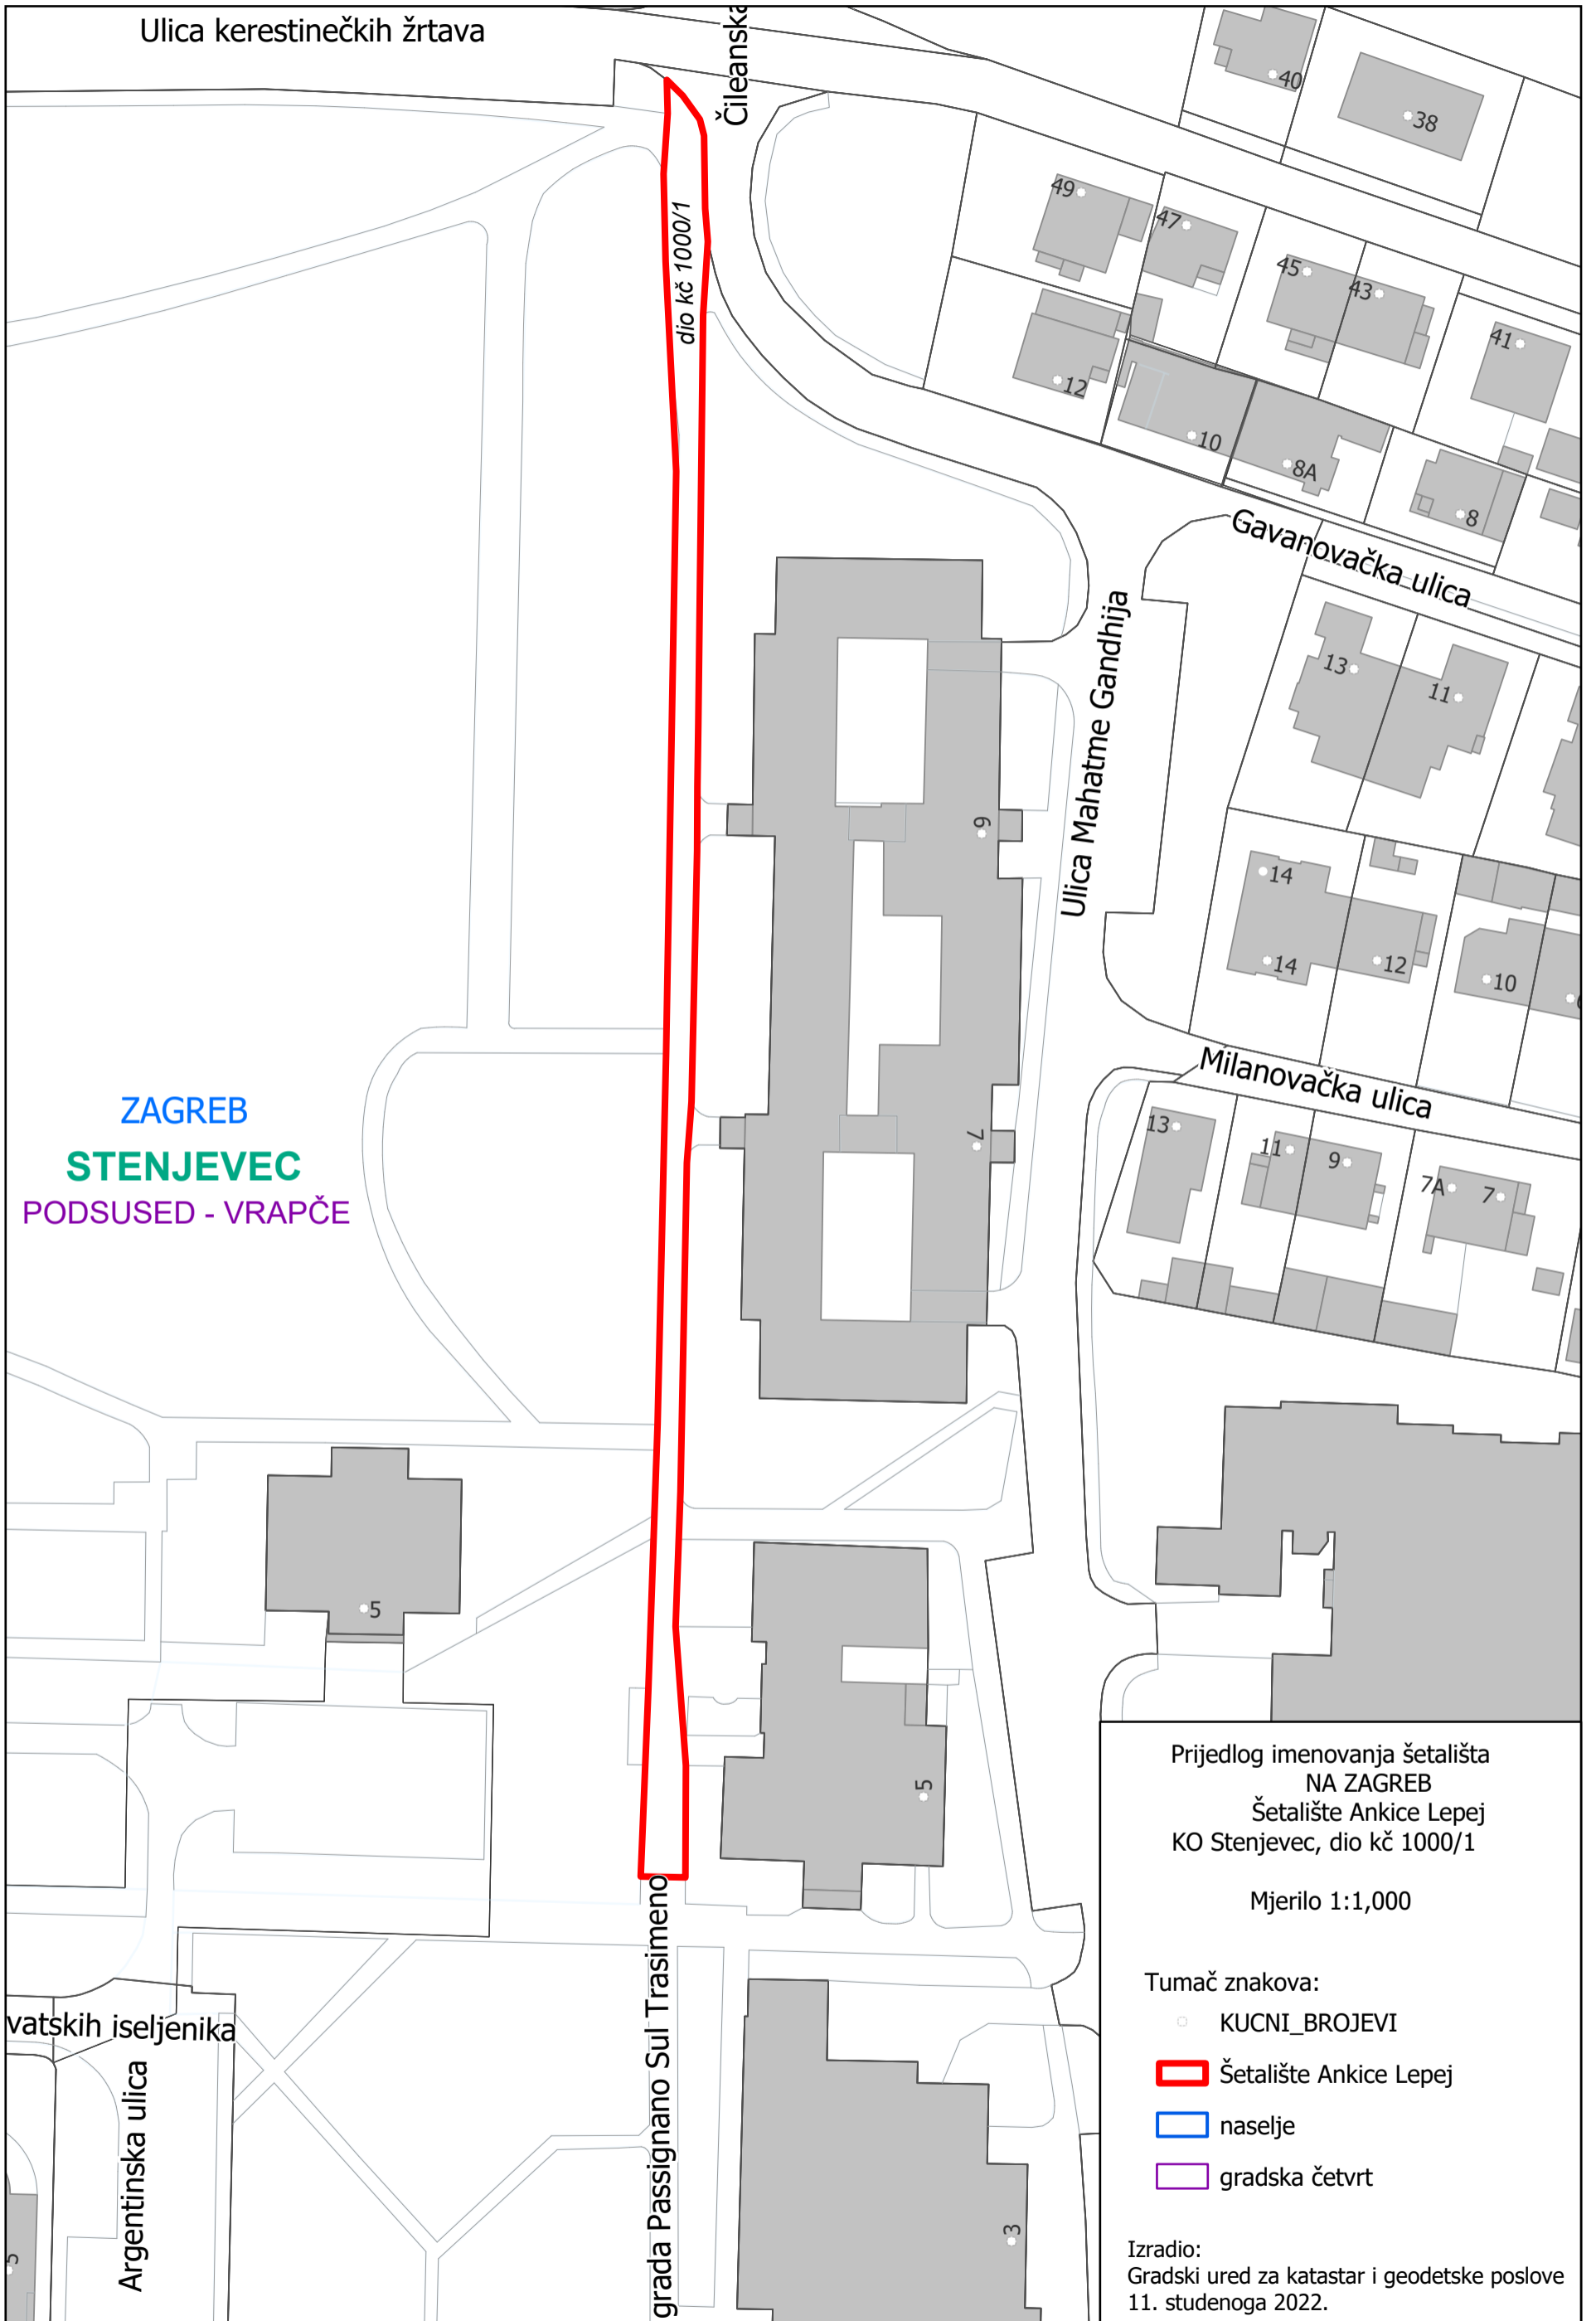 Ulica kerestinečkih žrtava
Čileanska
40
38
49
47
45
43
41
dio kč 1000/1
12
10
8A
8
Gavanovačka ulica
13
11
Ulica Mahatme Gandhija
9
14
14
12
10
Milanovačka ulica
ZAGREB
STENJEVEC
PODSUSED - VRAPČE
7
13
11
9
7A
7
5
5
grada Passignano Sul Trasimeno
vatskih iseljenika
Argentinska ulica
5
3
Prijedlog imenovanja šetališta
NA ZAGREB
Šetalište Ankice Lepej
KO Stenjevec, dio kč 1000/1
Mjerilo 1:1,000
Tumač znakova:
KUCNI_BROJEVI
Šetalište Ankice Lepej
naselje
gradska četvrt
Izradio:
Gradski ured za katastar i geodetske poslove
11. studenoga 2022.